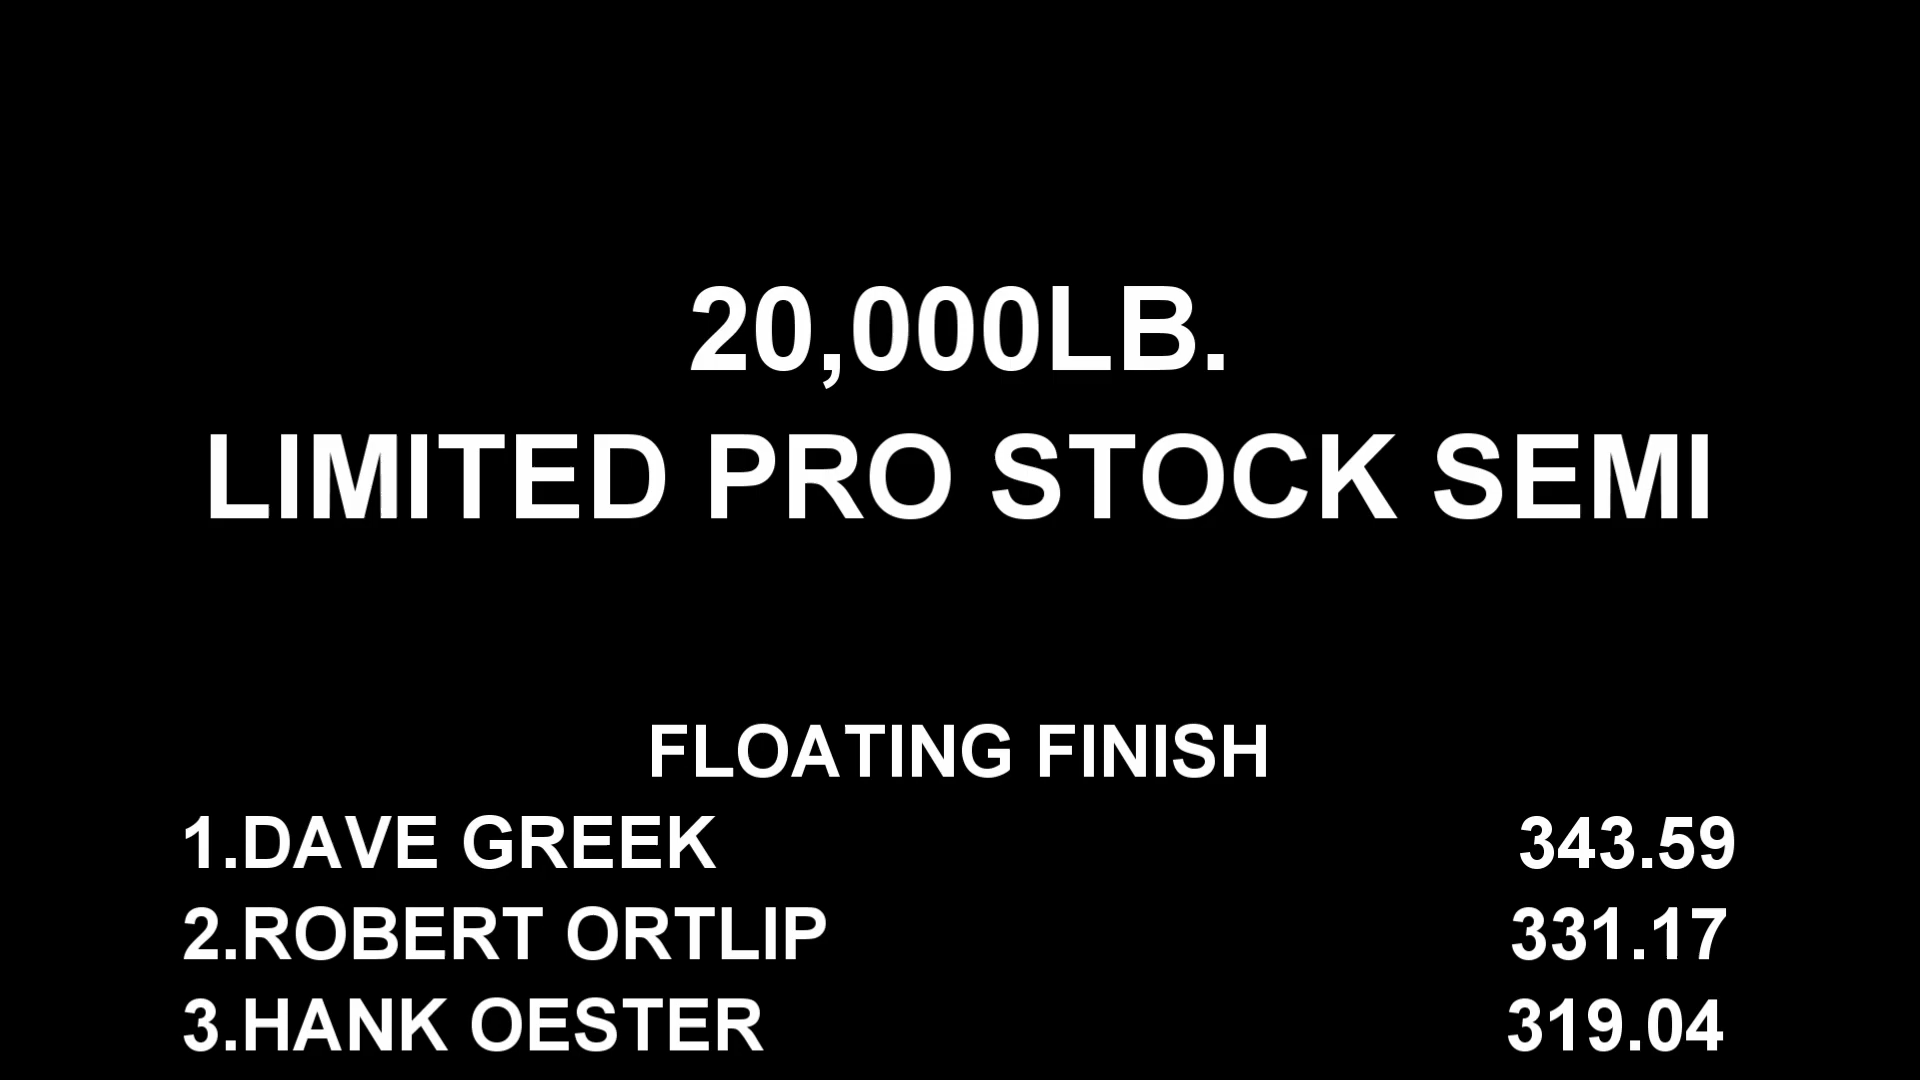 20,000LB.
LIMITED PRO STOCK SEMI
FLOATING FINISH
1.DAVE GREEK 343.59
2.ROBERT ORTLIP 331.17
3.HANK OESTER 319.04